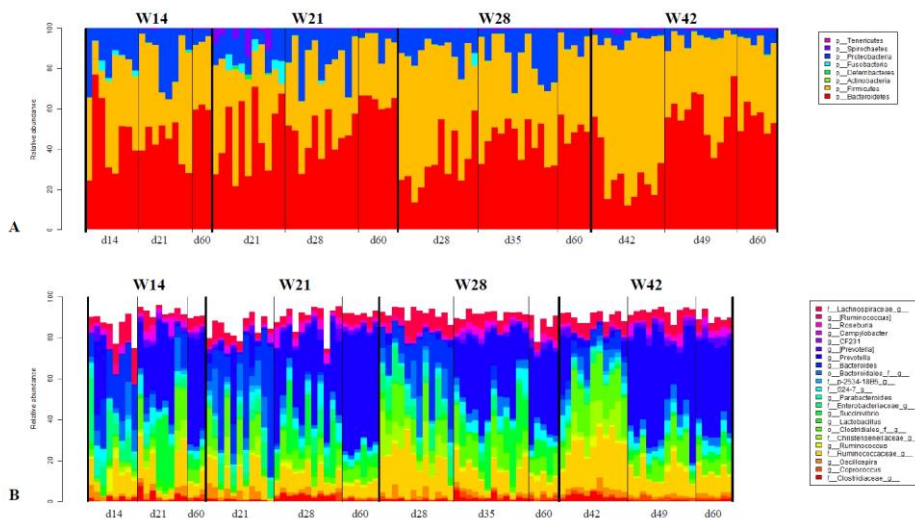 W14 W21 W28 W42
100
80
60
40
20
0
Relative abundance
d14 d21 d60 d21 d28 d60 d28 d35 d60 d42 d49 d60
A
p__Tenericutes
p__Spirochaetes
p__Proteobacteria
p__Fusobacteria
p__Deferribacteres
p__Actinobacteria
p__Firmicutes
p__Bacteroidetes
W14 W21 W28 W42
100
80
60
40
20
0
Relative abundance
d14 d21 d60 d21 d28 d60 d28 d35 d60 d42 d49 d60
B
f__Lachnospiraceae_g__
g__[Ruminococcus]
g__Roseburia
g__Campylobacter
g__CF231
g__[Prevotella]
g__Prevotella
g__Bacteroides
o__Bacteroidales_f__g__
f__p-2534-18B5_g__
f__S24-7_g__
g__Parabacteroides
f__Enterobacteriaceae_g__
g__Succinivibrio
g__Lactobacillus
o__Clostridiales_f__g__
f__Christensenellaceae_g__
g__Ruminococcus
f__Ruminococcaceae_g__
g__Oscillospira
g__Coprococcus
f__Clostridiaceae_g__